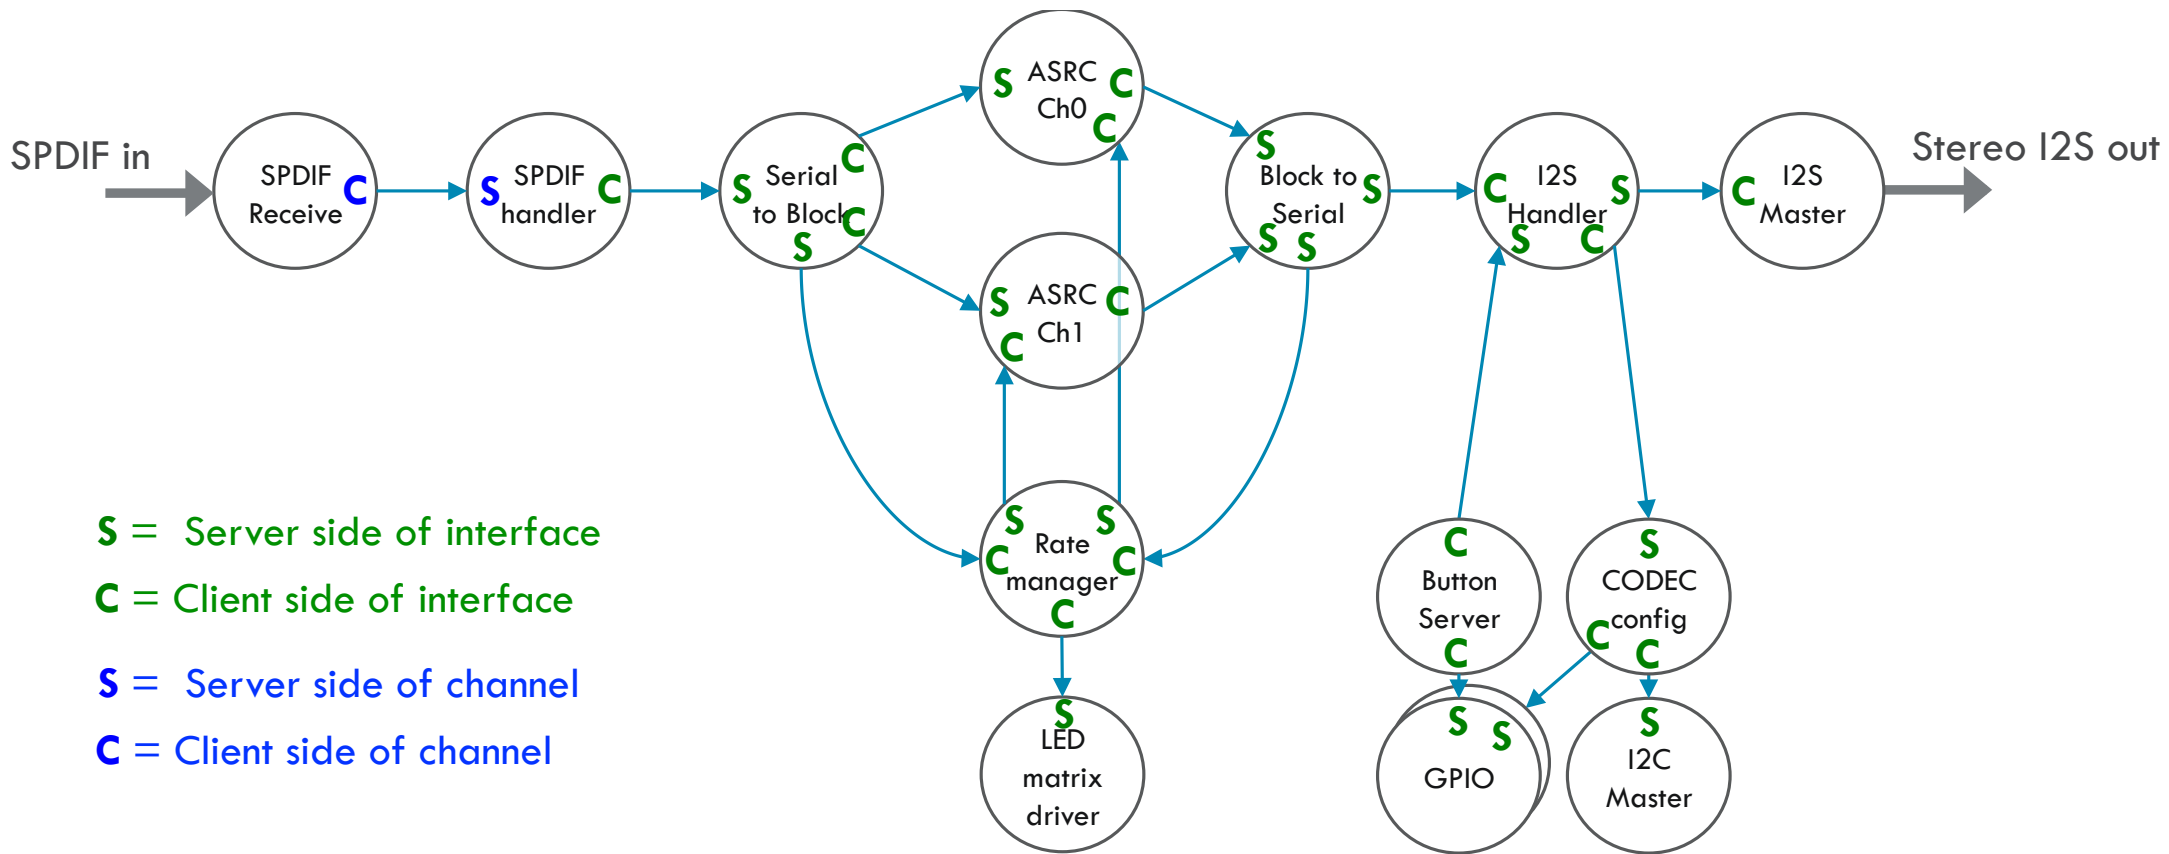 SPDIF in
SPDIF
Receive
C
S
SPDIF
handler
C
S
Serial
to Block
C
C
S
S
ASRC
Ch0
C
C
S
ASRC
Ch1
C
C
S
Block to
Serial
S
S
S
C
I2S
Handler
S
S
C
C
I2S
Master
Stereo I2S out
S
S
C
Rate
manager
C
C
S
LED
matrix
driver
C
Button
Server
C
S
CODEC
config
C
C
S
S
GPIO
S
I2C
Master
S = Server side of interface
C = Client side of interface
S = Server side of channel
C = Client side of channel